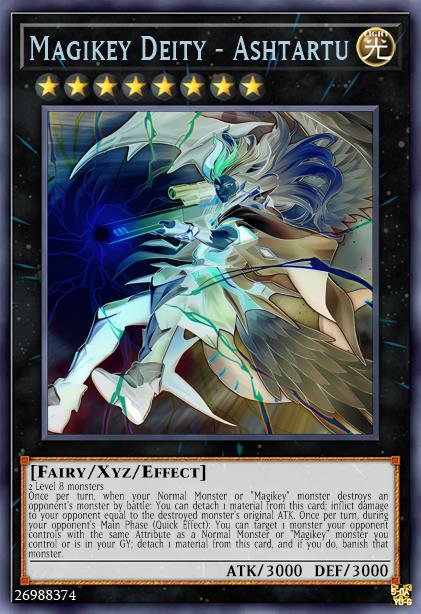 MAGIKEY DEITY - ASHTARTU
LIGHT
光
[FAIRY/XYZ/EFFECT]
2 Level 8 monsters
Once per turn, when your Normal Monster or "Magikey" monster destroys an
opponent's monster by battle: You can detach 1 material from this card; inflict damage
to your opponent equal to the destroyed monster's original ATK. Once per turn, during
your opponent's Main Phase (Quick Effect): You can target 1 monster your opponent
controls with the same Attribute as a Normal Monster or "Magikey" monster you
control or is in your GY; detach 1 material from this card, and if you do, banish that
monster.
ATK/3000 DEF/3000
26988374